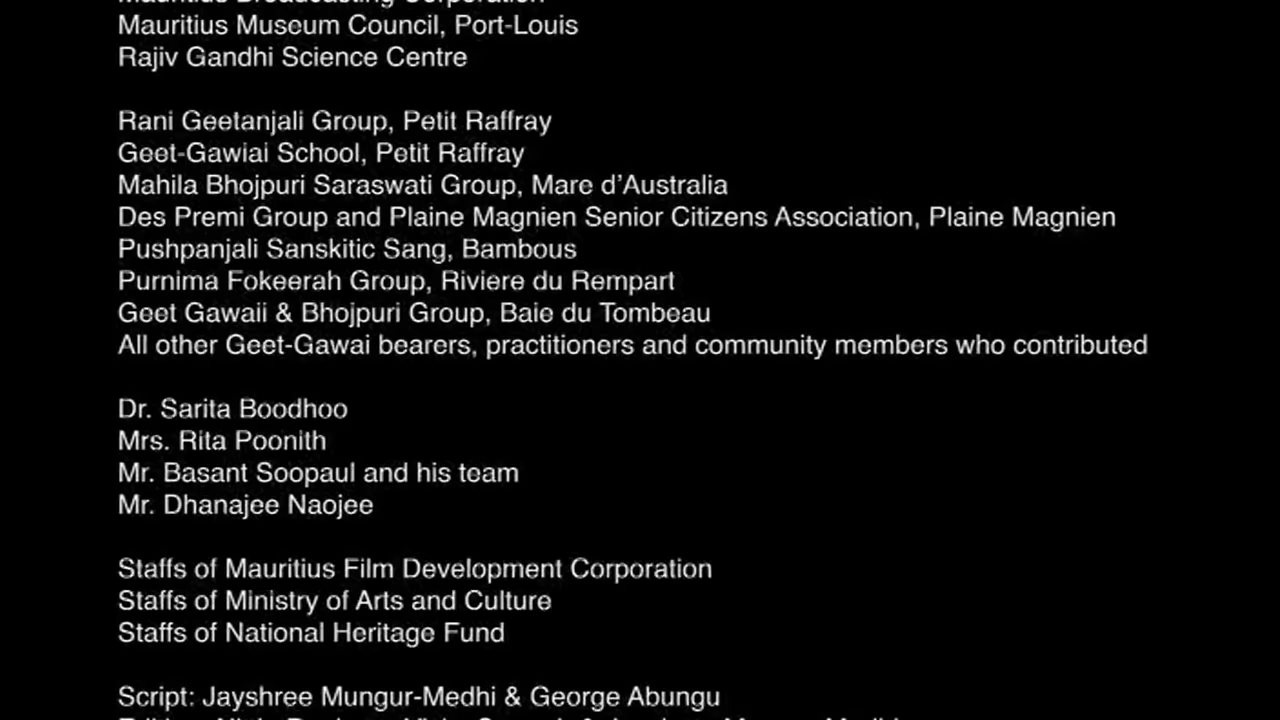 Mauritius Broadcasting Corporation
Mauritius Museum Council, Port-Louis
Rajiv Gandhi Science Centre
Rani Geetanjali Group, Petit Raffray
Geet-Gawiai School, Petit Raffray
Mahila Bhojpuri Saraswati Group, Mare d’Australia
Des Premi Group and Plaine Magnien Senior Citizens Association, Plaine Magnien
Pushpanjali Sanskitic Sang, Bambous
Purnima Fokeerah Group, Riviere du Rempart
Geet Gawaii & Bhojpuri Group, Baie du Tombeau
All other Geet-Gawai bearers, practitioners and community members who contributed
Dr. Sarita Boodhoo
Mrs. Rita Poonith
Mr. Basant Soopaul and his team
Mr. Dhanajee Naojee
Staffs of Mauritius Film Development Corporation
Staffs of Ministry of Arts and Culture
Staffs of National Heritage Fund
Script: Jayshree Mungur-Medhi & George Abungu